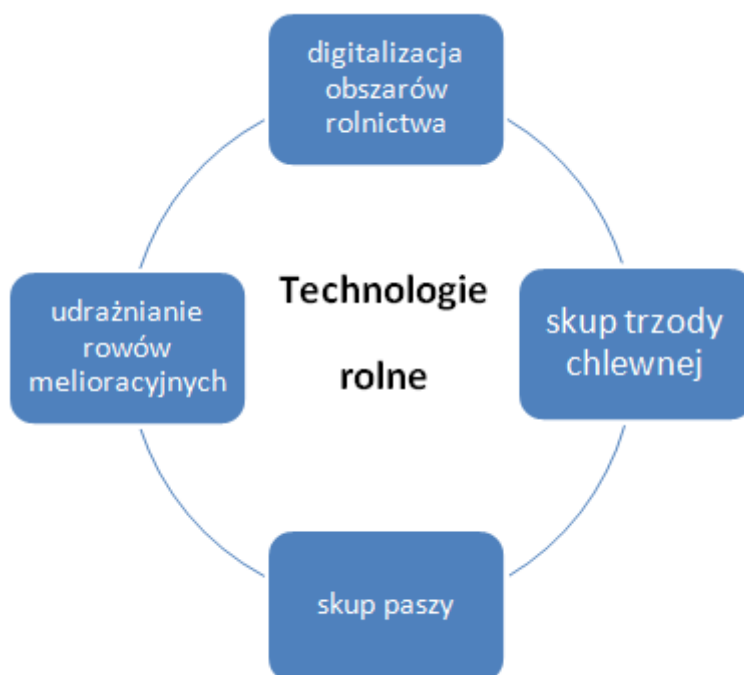 digitalizacja
obszarów
rolnictwa
Technologie
rolne
skup trzody
chlewnej
skup paszy
udrażnianie
rowów
melioracyjnych